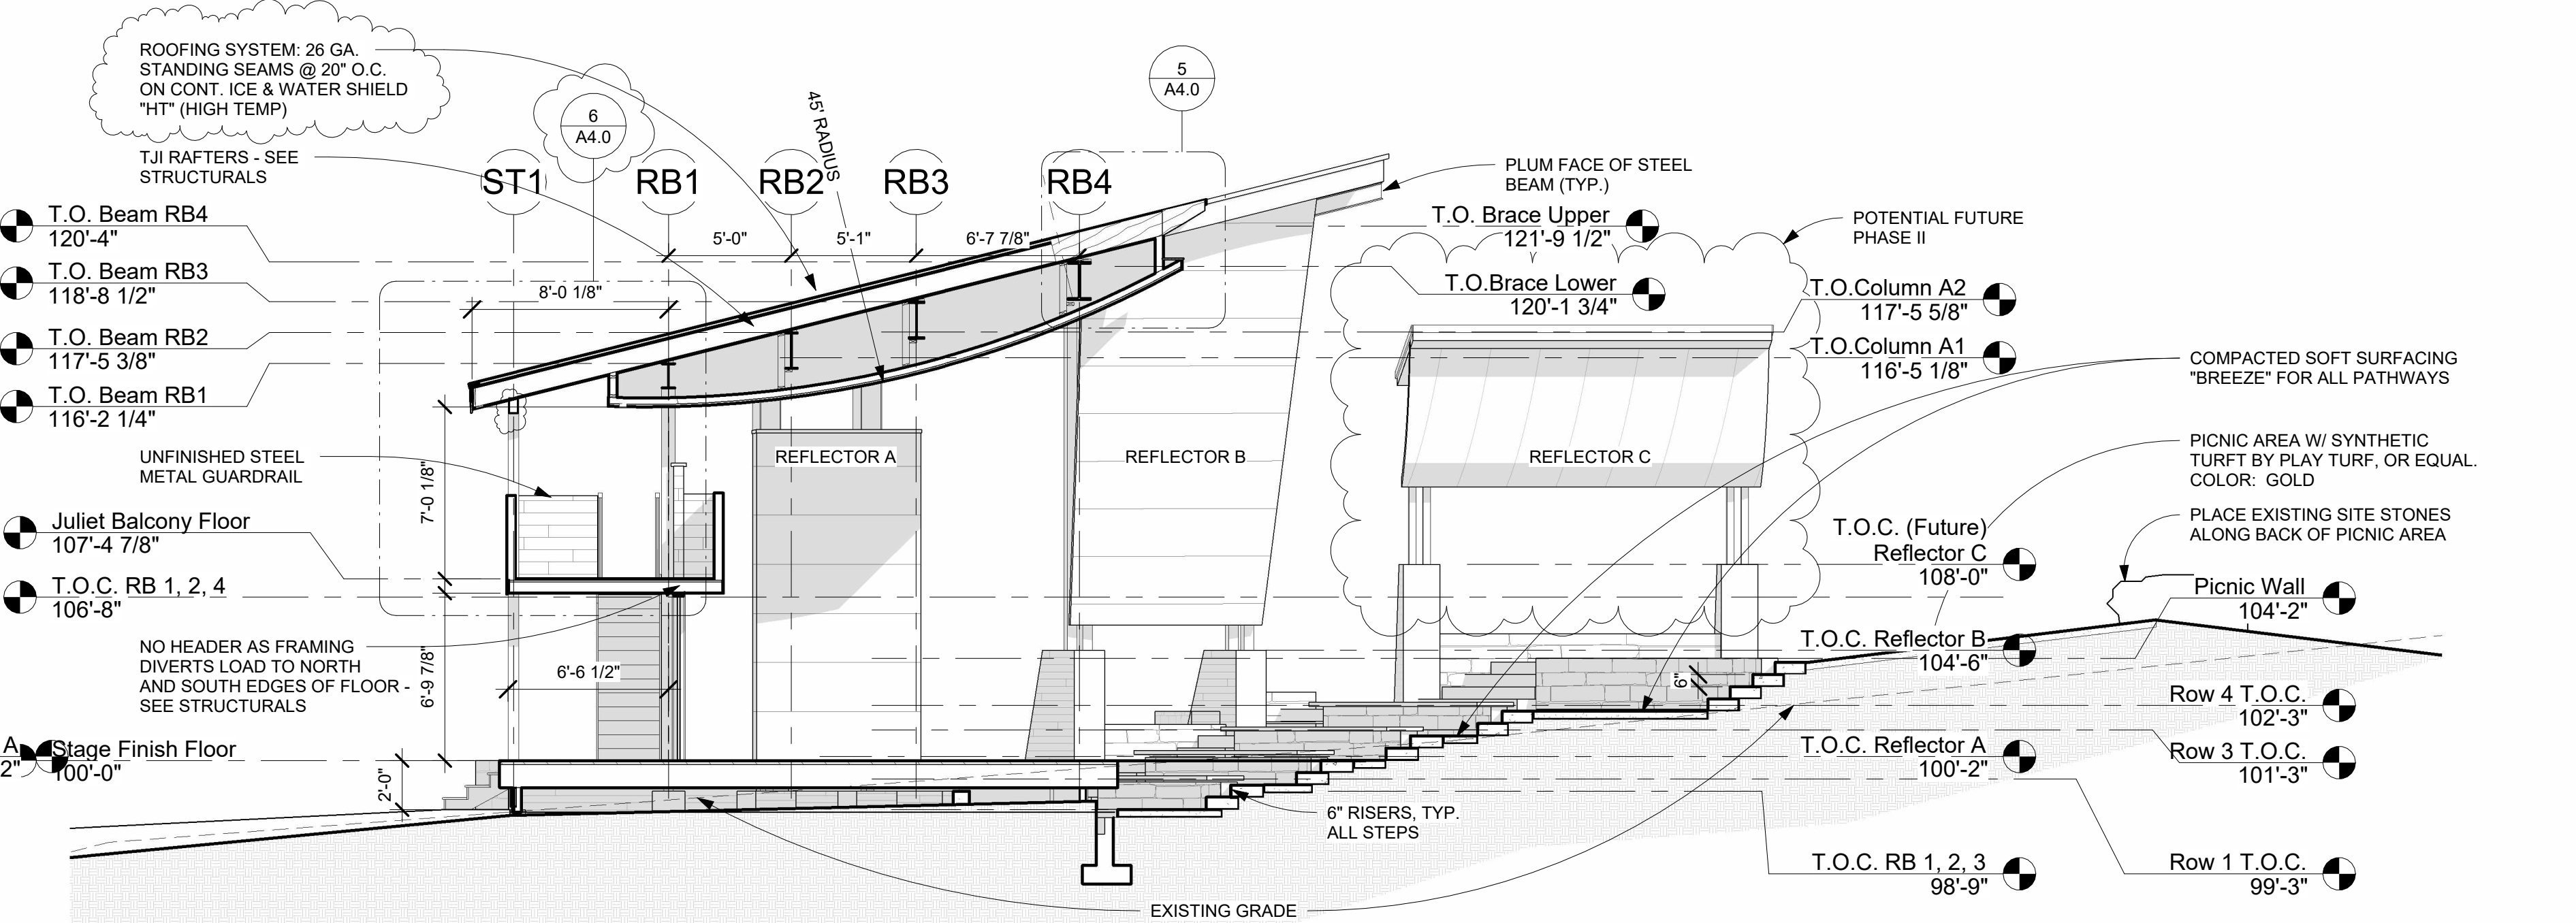 ROOFING SYSTEM: 26 GA.
STANDING SEAMS @ 20" O.C.
ON CONT. ICE & WATER SHIELD
"HT" (HIGH TEMP)
6
A4.0
5
A4.0
TJI RAFTERS - SEE
STRUCTURALS
45' RADIUS
ST1
RB1
RB2
RB3
RB4
PLUM FACE OF STEEL
BEAM (TYP.)
T.O. Beam RB4
120'-4"
T.O. Beam RB3
118'-8 1/2"
T.O. Beam RB2
117'-5 3/8"
T.O. Beam RB1
116'-2 1/4"
5'-0"
5'-1"
6'-7 7/8"
8'-0 1/8"
T.O. Brace Upper
121'-9 1/2"
T.O.Brace Lower
120'-1 3/4"
POTENTIAL FUTURE
PHASE II
T.O.Column A2
117'-5 5/8"
T.O.Column A1
116'-5 1/8"
COMPACTED SOFT SURFACING
"BREEZE" FOR ALL PATHWAYS
UNFINISHED STEEL
METAL GUARDRAIL
7'-0 1/8"
REFLECTOR A
REFLECTOR B
REFLECTOR C
PICNIC AREA W/ SYNTHETIC
TURFT BY PLAY TURF, OR EQUAL.
COLOR:  GOLD
PLACE EXISTING SITE STONES
ALONG BACK OF PICNIC AREA
Juliet Balcony Floor
107'-4 7/8"
T.O.C. RB 1, 2, 4
106'-8"
T.O.C. (Future)
Reflector C
108'-0"
Picnic Wall
104'-2"
NO HEADER AS FRAMING
DIVERTS LOAD TO NORTH
AND SOUTH EDGES OF FLOOR -
SEE STRUCTURALS
6'-9 7/8"
6'-6 1/2"
T.O.C. Reflector B
104'-6"
6"
Row 4 T.O.C.
102'-3"
A
2"
Stage Finish Floor
100'-0"
2'-0"
T.O.C. Reflector A
100'-2"
Row 3 T.O.C.
101'-3"
6" RISERS, TYP.
ALL STEPS
T.O.C. RB 1, 2, 3
98'-9"
Row 1 T.O.C.
99'-3"
EXISTING GRADE